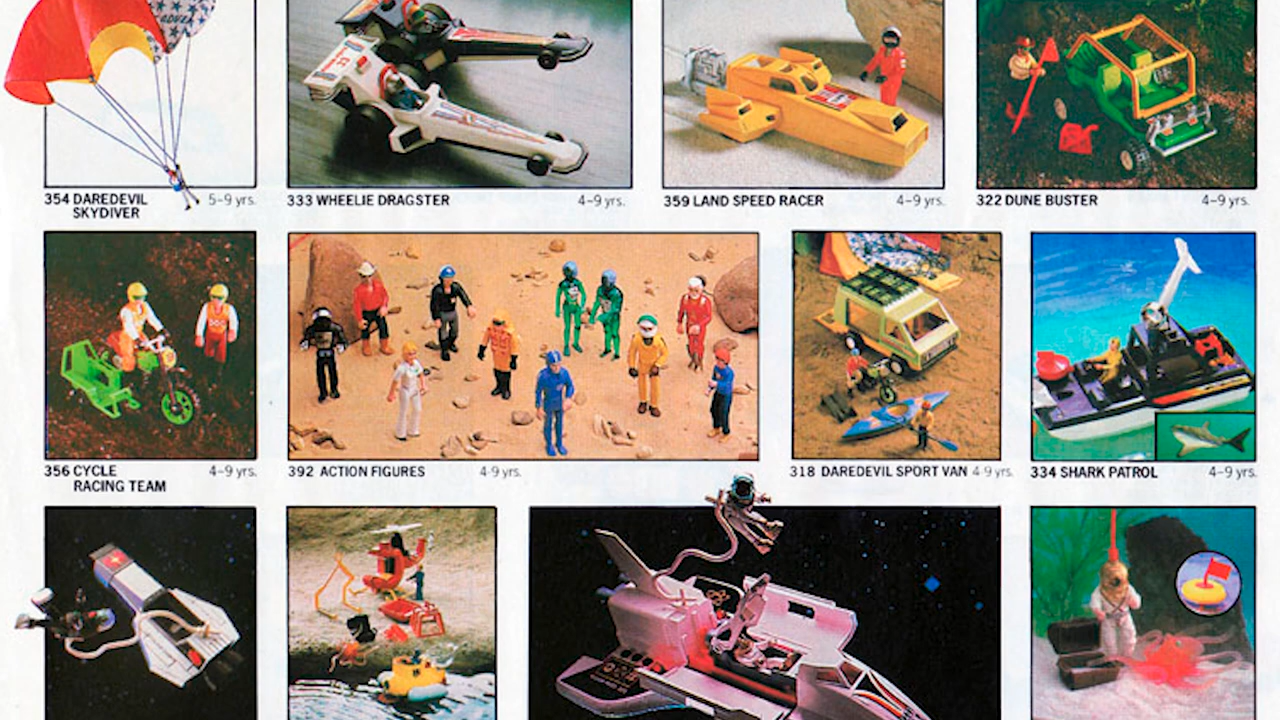 354 DAREDEVIL SKYDIVER 5-9 yrs.
333 WHEELIE DRAGSTER 4-9 yrs.
359 LAND SPEED RACER 4-9 yrs.
322 DUNE BUSTER 4-9 yrs.
356 CYCLE RACING TEAM 4-9 yrs.
392 ACTION FIGURES 4-9 yrs.
318 DAREDEVIL SPORT VAN 4-9 yrs.
334 SHARK PATROL 4-9 yrs.